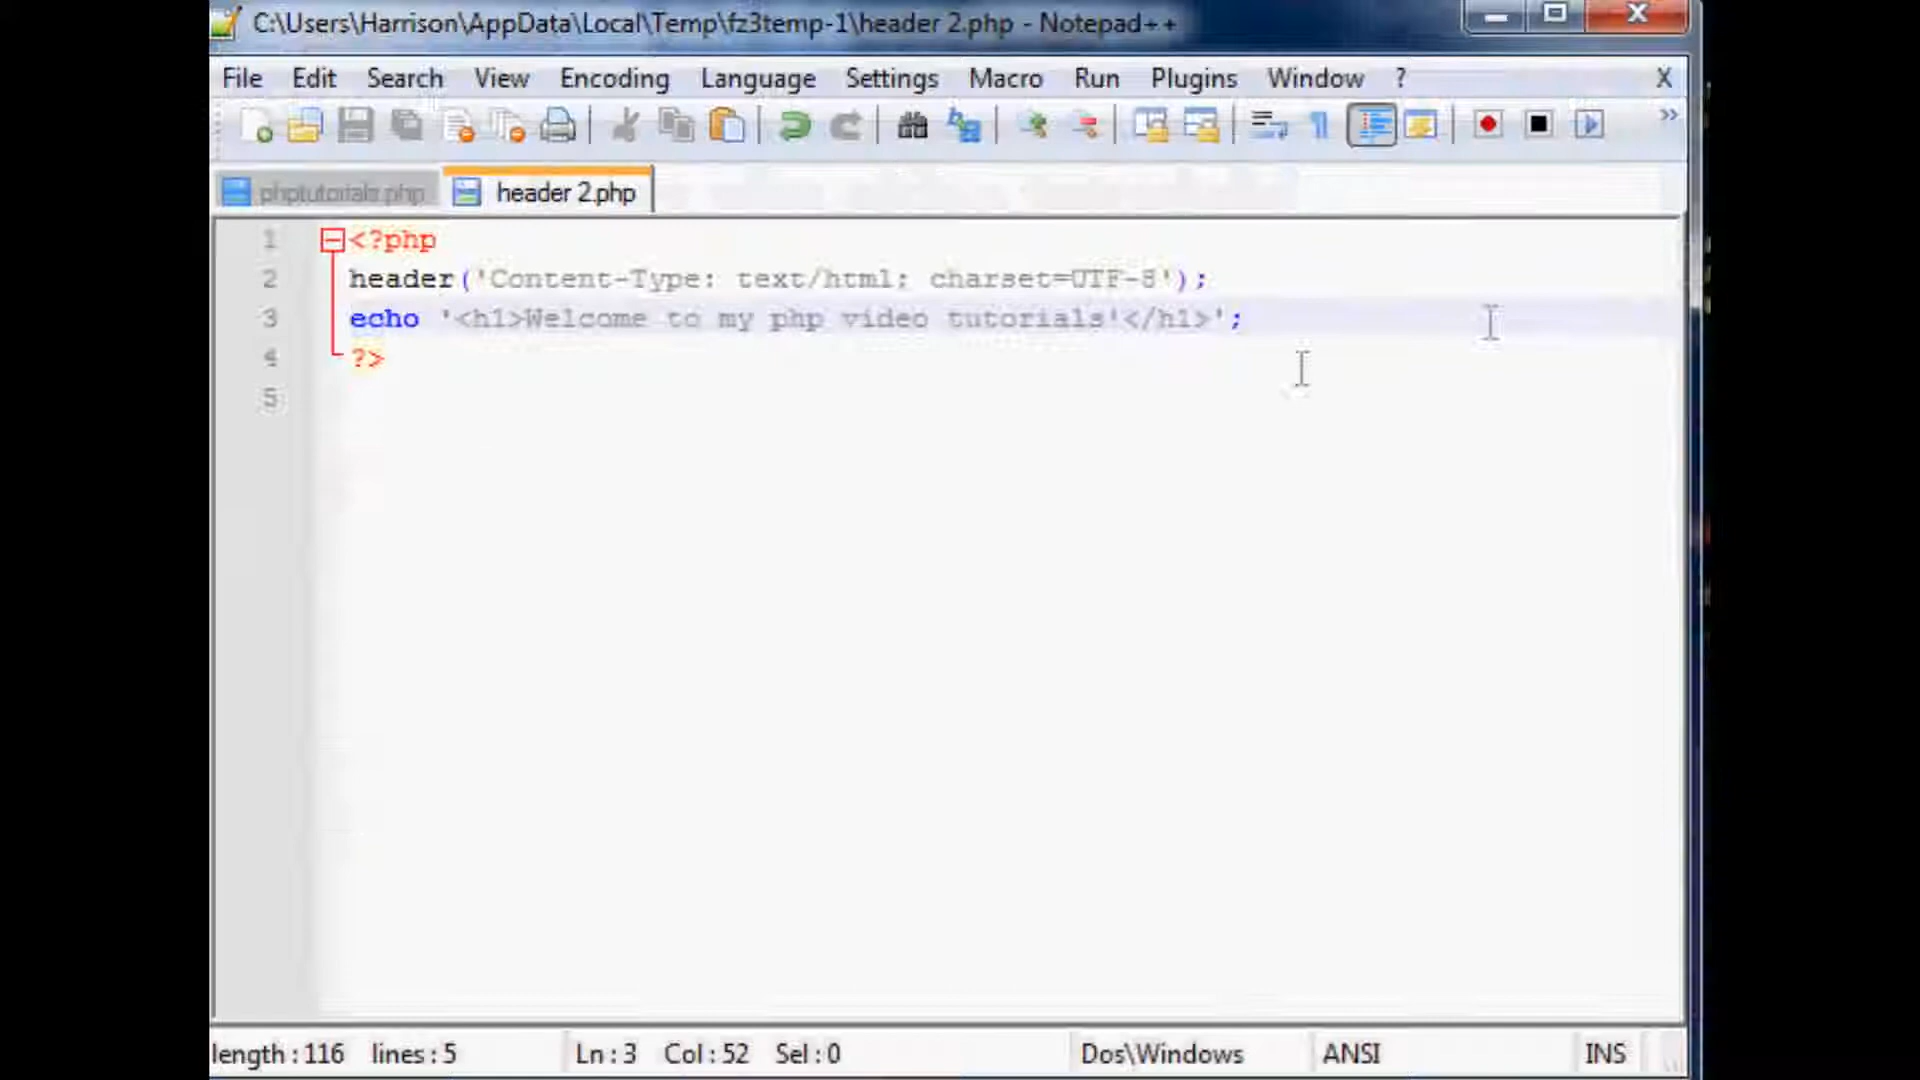 C:\Users\Harrison\AppData\Local\Temp\fz3temp-1\header 2.php - Notepad++
File Edit Search View Encoding Language Settings Macro Run Plugins Window ? X
phptutorials.php header 2.php
1 <?php
2 header('Content-Type: text/html; charset=UTF-8');
3 echo '<h1>Welcome to my php video tutorials!</h1>';
4 ?>
5
length : 116 lines : 5 Ln : 3 Col : 52 Sel : 0 Dos\Windows ANSI INS